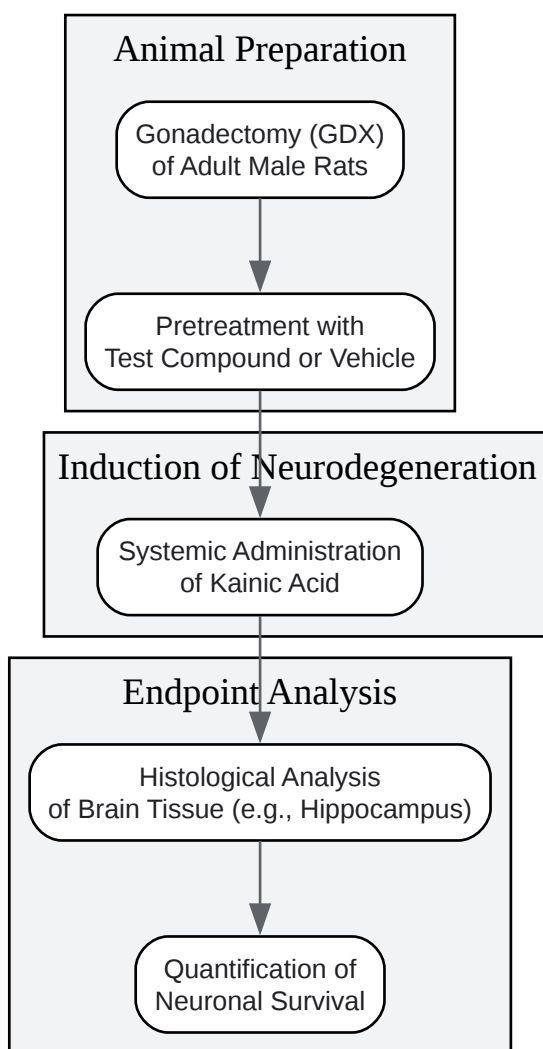 Animal Preparation
Gonadectomy (GDX)
of Adult Male Rats
Pretreatment with
Test Compound or Vehicle
Induction of Neurodegeneration
Systemic Administration
of Kainic Acid
Endpoint Analysis
Histological Analysis
of Brain Tissue (e.g., Hippocampus)
Quantification of
Neuronal Survival